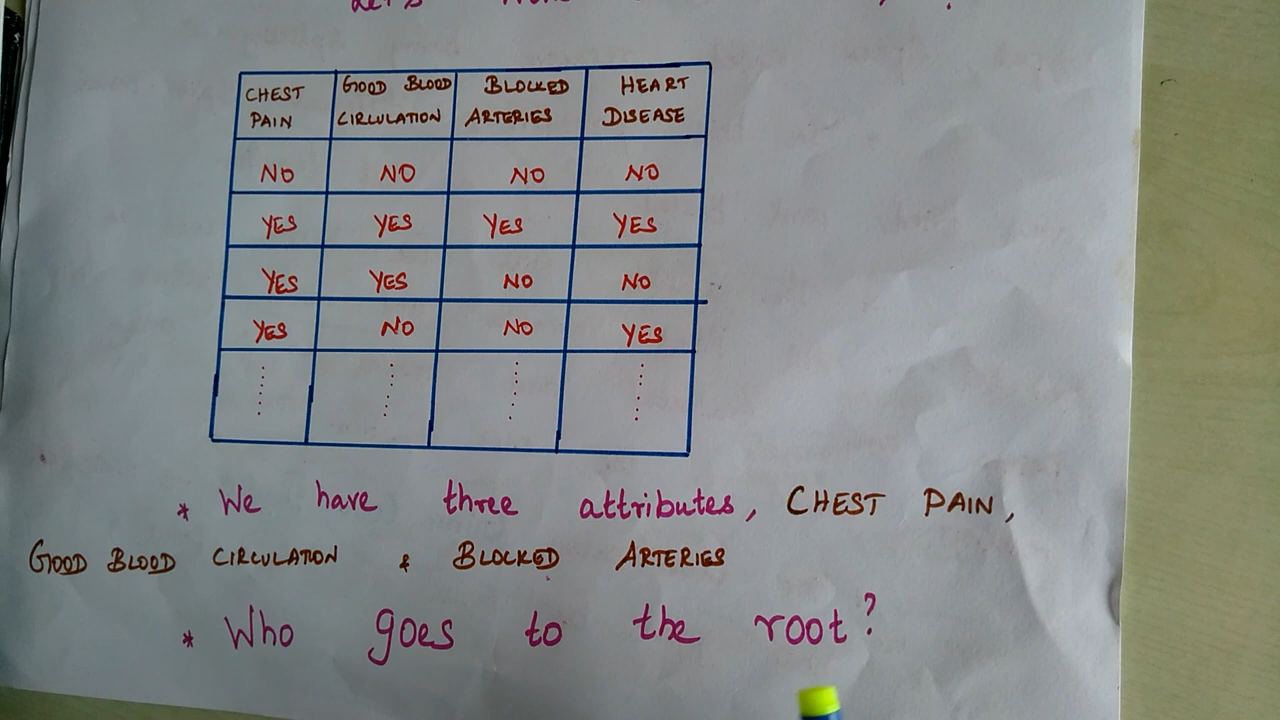 LET'S
CHEST PAIN | GOOD BLOOD CIRCULATION | BLOCKED ARTERIES | HEART DISEASE
NO | NO | NO | NO
YES | YES | YES | YES
YES | YES | NO | NO
YES | NO | NO | YES
* We have three attributes, CHEST PAIN,
GOOD BLOOD CIRCULATION & BLOCKED ARTERIES
* Who goes to the root?